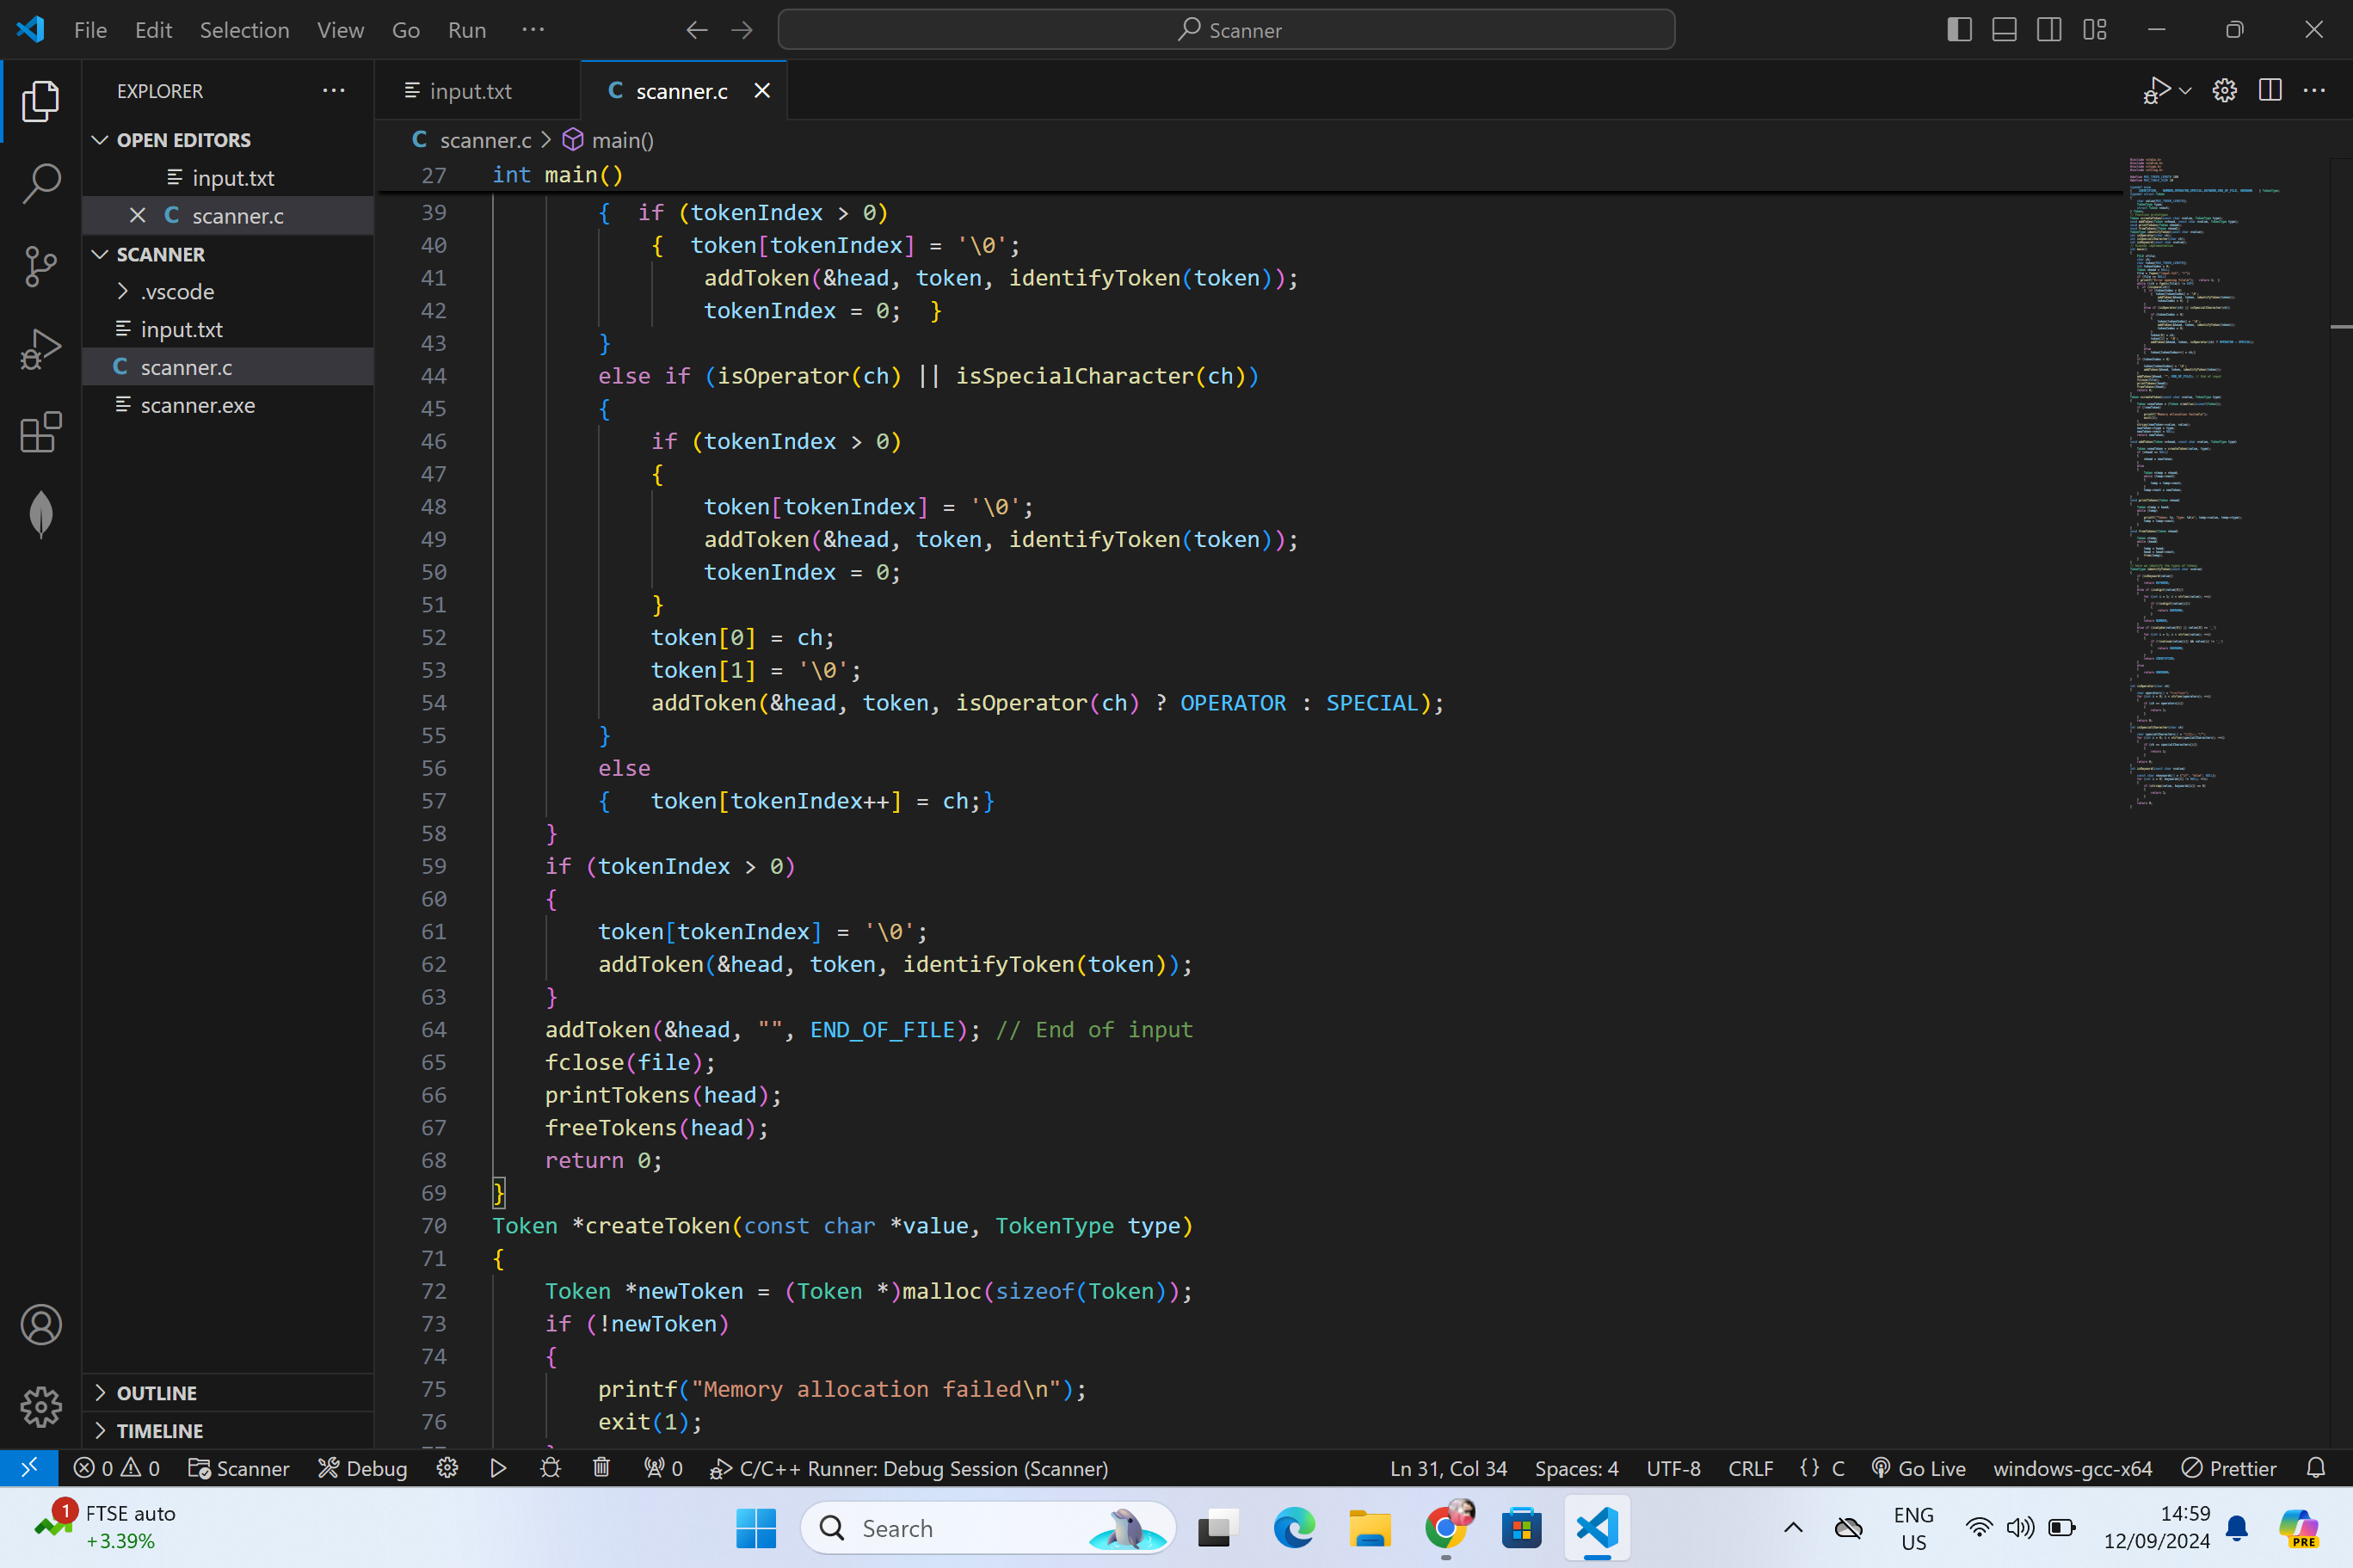 File Edit Selection View Go Run ··· Scanner
EXPLORER ···
OPEN EDITORS
input.txt
scanner.c
SCANNER
.vscode
input.txt
scanner.c
scanner.exe
OUTLINE
TIMELINE
input.txt scanner.c
scanner.c > main()
27 int main()
39 { if (tokenIndex > 0)
40 { token[tokenIndex] = '\0';
41 addToken(&head, token, identifyToken(token));
42 tokenIndex = 0; }
43 }
44 else if (isOperator(ch) || isSpecialCharacter(ch))
45 {
46 if (tokenIndex > 0)
47 {
48 token[tokenIndex] = '\0';
49 addToken(&head, token, identifyToken(token));
50 tokenIndex = 0;
51 }
52 token[0] = ch;
53 token[1] = '\0';
54 addToken(&head, token, isOperator(ch) ? OPERATOR : SPECIAL);
55 }
56 else
57 { token[tokenIndex++] = ch;}
58 }
59 if (tokenIndex > 0)
60 {
61 token[tokenIndex] = '\0';
62 addToken(&head, token, identifyToken(token));
63 }
64 addToken(&head, "", END_OF_FILE); // End of input
65 fclose(file);
66 printTokens(head);
67 freeTokens(head);
68 return 0;
69 }
70 Token *createToken(const char *value, TokenType type)
71 {
72 Token *newToken = (Token *)malloc(sizeof(Token));
73 if (!newToken)
74 {
75 printf("Memory allocation failed\n");
76 exit(1);
0 0 Scanner Debug 0 C/C++ Runner: Debug Session (Scanner) Ln 31, Col 34 Spaces: 4 UTF-8 CRLF {} C Go Live windows-gcc-x64 Prettier
1 FTSE auto
+3.39%
Search
ENG
US
14:59
12/09/2024
PRE